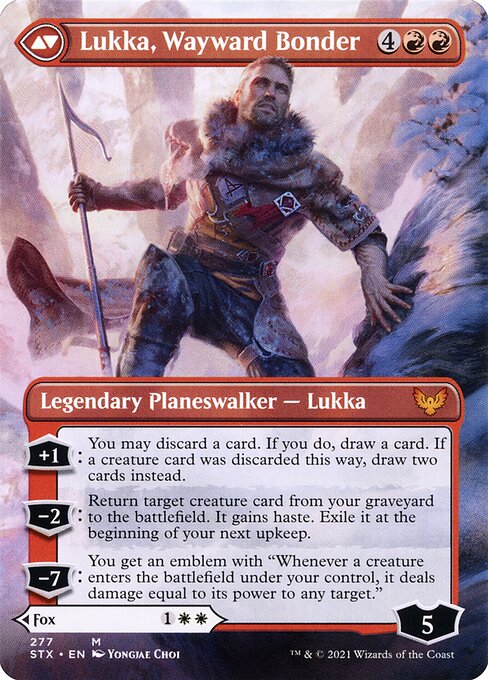 Lukka, Wayward Bonder 4
Legendary Planeswalker — Lukka
+1: You may discard a card. If you do, draw a card. If
a creature card was discarded this way, draw two
cards instead.
-2: Return target creature card from your graveyard
to the battlefield. It gains haste. Exile it at the
beginning of your next upkeep.
-7: You get an emblem with “Whenever a creature
enters the battlefield under your control, it deals
damage equal to its power to any target.”
Fox 1
5
277 M
STX • EN Yongjae Choi
™ & © 2021 Wizards of the Coast